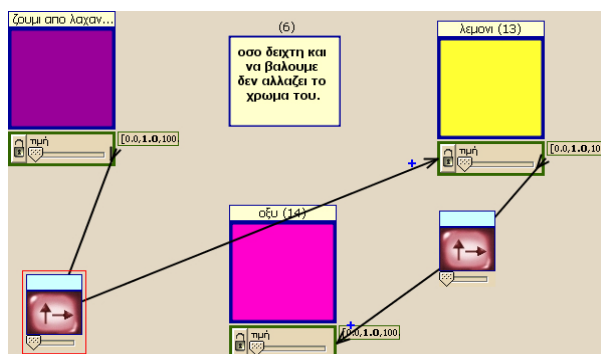 ζουμι απο λαχαν...
τιμή
[0.0,1.0,100
(6)
οσο δειχτη και
να βαλουμε
δεν αλλαζει το
χρωμα του.
λεμονι (13)
τιμή
[0.0,1.0,100
οξυ (14)
τιμή
[0.0,1.0,100